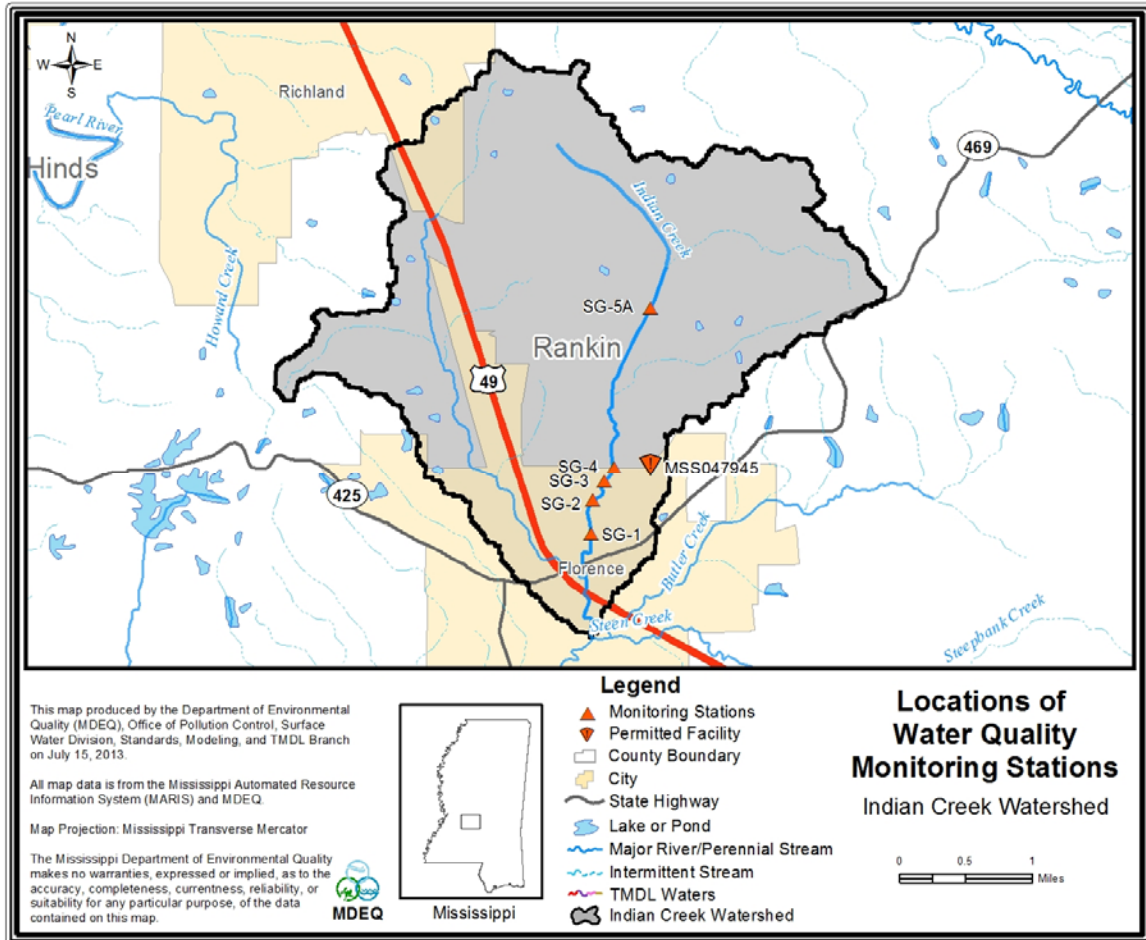 N
W E
S
Richland
Pearl River
Hinds
469
Indian Creek
Howard Creek
SG-5A
Rankin
49
SG-4
MSS047945
SG-3
425
SG-2
SG-1
Butler Creek
Florence
Steen Creek
Steepbank Creek
This map produced by the Department of Environmental
Quality (MDEQ), Office of Pollution Control, Surface
Water Division, Standards, Modeling, and TMDL Branch
on July 15, 2013.
All map data is from the Mississippi Automated Resource
Information System (MARIS) and MDEQ.
Map Projection: Mississippi Transverse Mercator
The Mississippi Department of Environmental Quality
makes no warranties, expressed or implied, as to the
accuracy, completeness, currentness, reliability, or
suitability for any particular purpose, of the data
contained on this map.
MDEQ
Mississippi
Legend
Monitoring Stations
Permitted Facility
County Boundary
City
State Highway
Lake or Pond
Major River/Perennial Stream
Intermittent Stream
TMDL Waters
Indian Creek Watershed
Locations of
Water Quality
Monitoring Stations
Indian Creek Watershed
0 0.5 1
Miles